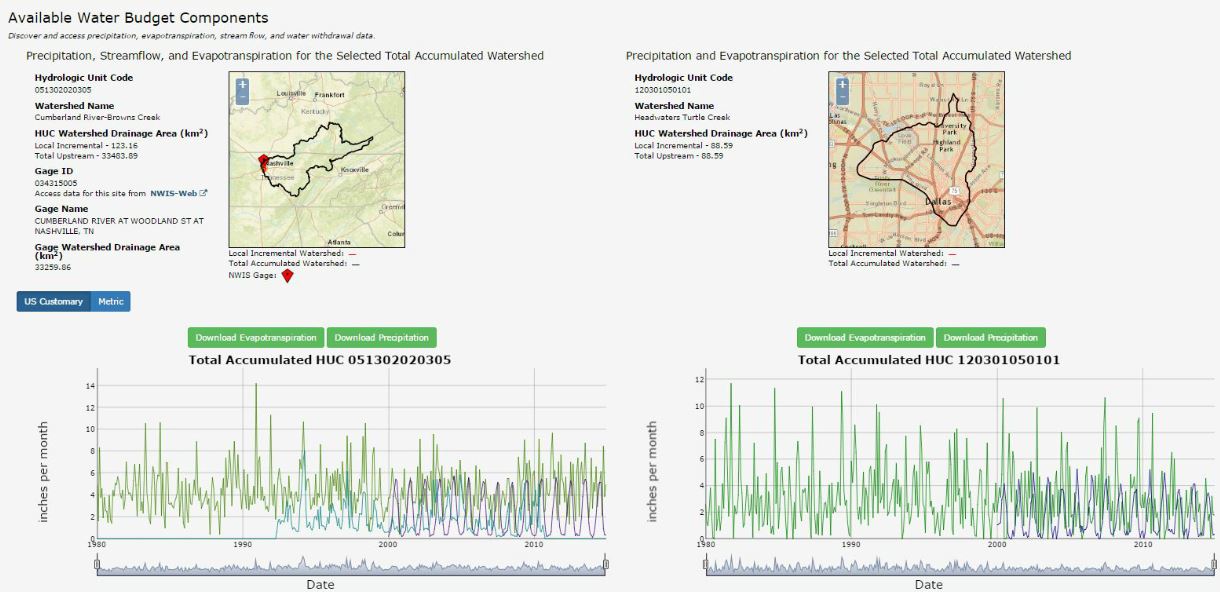 Available Water Budget Components
Discover and access precipitation, evapotranspiration, stream flow, and water withdrawal data.
Precipitation, Streamflow, and Evapotranspiration for the Selected Total Accumulated Watershed
Hydrologic Unit Code
051302020305
Watershed Name
Cumberland River-Browns Creek
HUC Watershed Drainage Area (km²)
Local Incremental - 123.16
Total Upstream - 33483.89
Gage ID
034315005
Access data for this site from NWIS-Web
Gage Name
CUMBERLAND RIVER AT WOODLAND ST AT
NASHVILLE, TN
Gage Watershed Drainage Area
(km²)
33259.86
+
−
Louisville
Frankfort
Kentucky
Nashville
Knoxville
Atlanta
Local Incremental Watershed: —
Total Accumulated Watershed: —
NWIS Gage:
Precipitation and Evapotranspiration for the Selected Total Accumulated Watershed
Hydrologic Unit Code
120301050101
Watershed Name
Headwaters Turtle Creek
HUC Watershed Drainage Area (km²)
Local Incremental - 88.59
Total Upstream - 88.59
+
−
University
Park
Highland
Park
Love
Field
75
Dallas
Local Incremental Watershed: —
Total Accumulated Watershed: —
US Customary
Metric
Download Evapotranspiration
Download Precipitation
Total Accumulated HUC 051302020305
inches per month
14
12
10
8
6
4
2
0
1980
1990
2000
2010
Date
Download Evapotranspiration
Download Precipitation
Total Accumulated HUC 120301050101
inches per month
12
10
8
6
4
2
0
1980
1990
2000
2010
Date